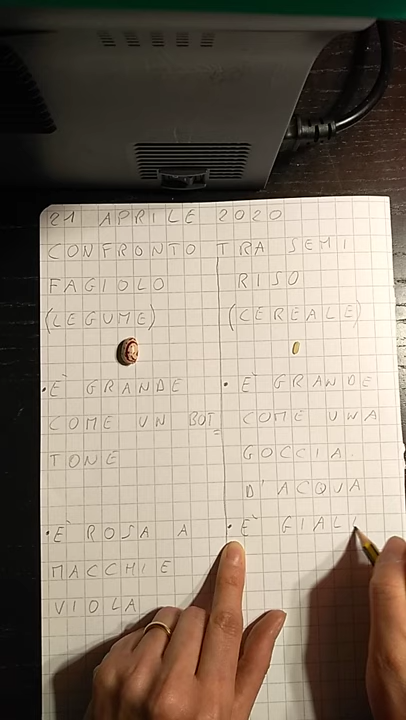 21 APRILE 2020
CONFRONTO TRA SEMI
FAGIOLO
(LEGUME)
• È GRANDE
COME UN BOT
TONE
• È ROSA A
MACCHIE
VIOLA
RISO
(CEREALE)
• È GRANDE
COME UNA
GOCCIA
D'ACQUA
• È GIAL